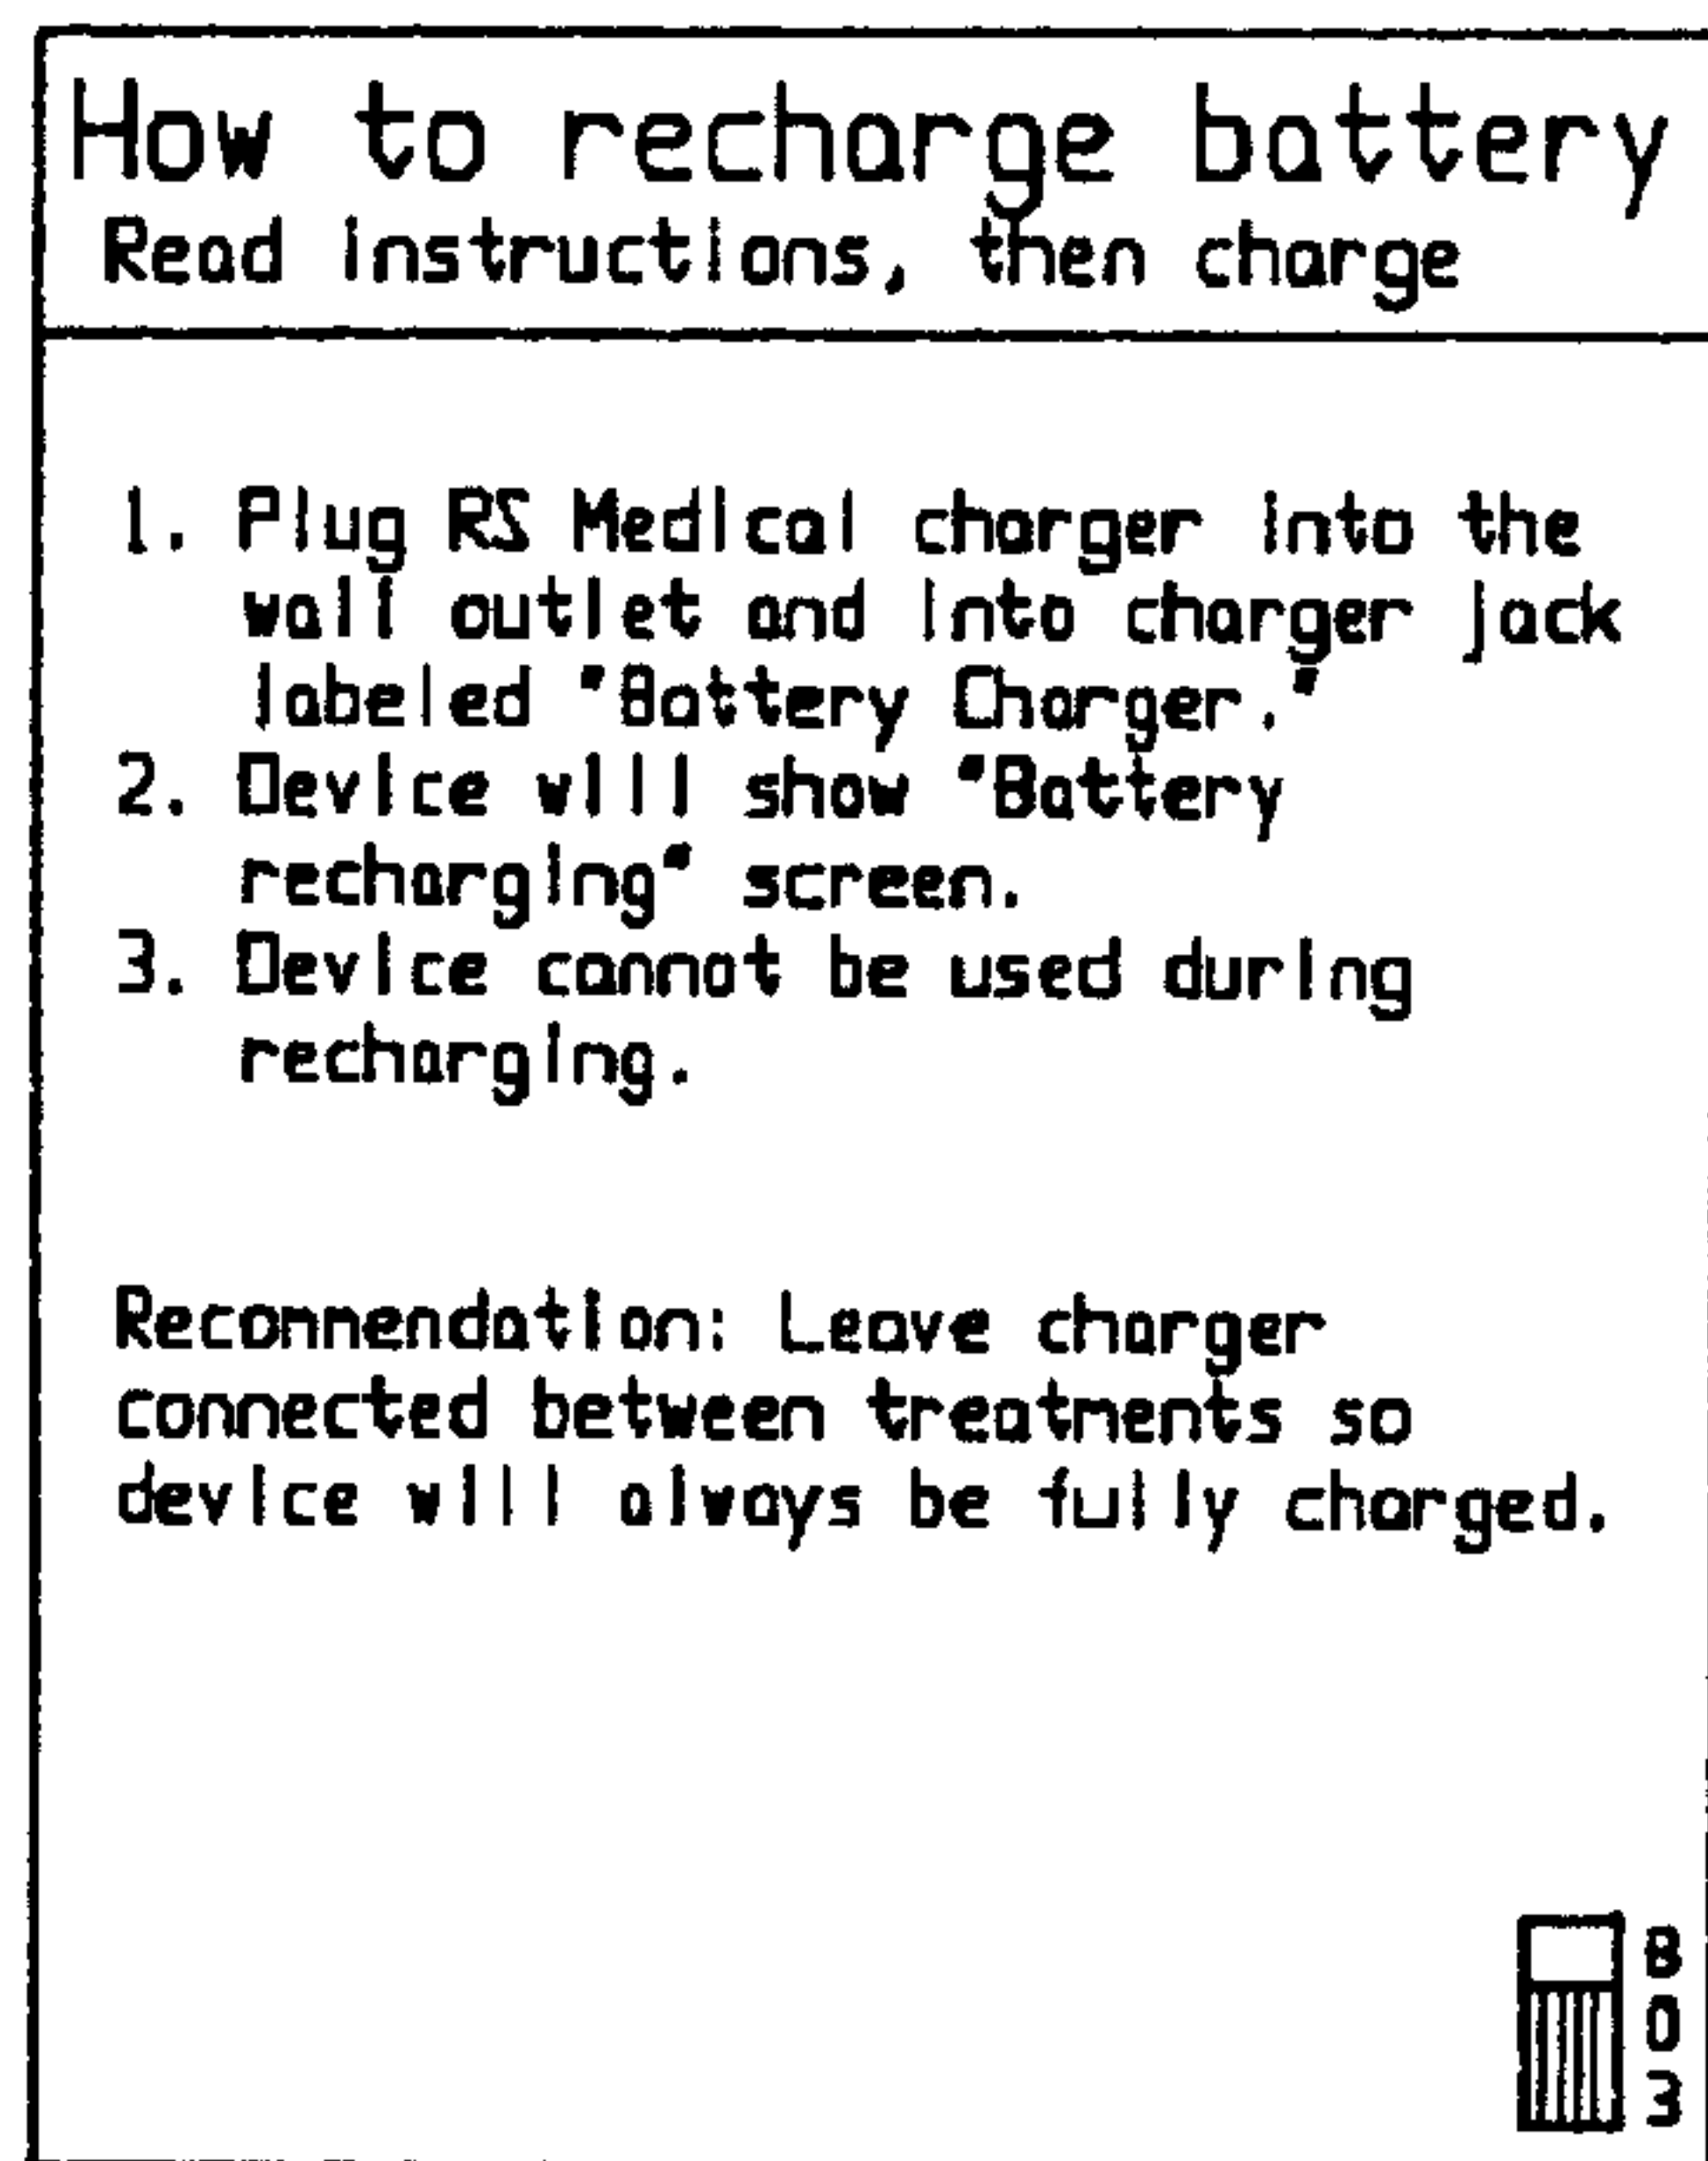 How to recharge battery
Read instructions, then charge
1. Plug RS Medical charger into the
wall outlet and into charger jack
labeled "Battery Charger."
2. Device will show "Battery
recharging" screen.
3. Device cannot be used during
recharging.
Recommendation: Leave charger
connected between treatments so
device will always be fully charged.
8
0
3